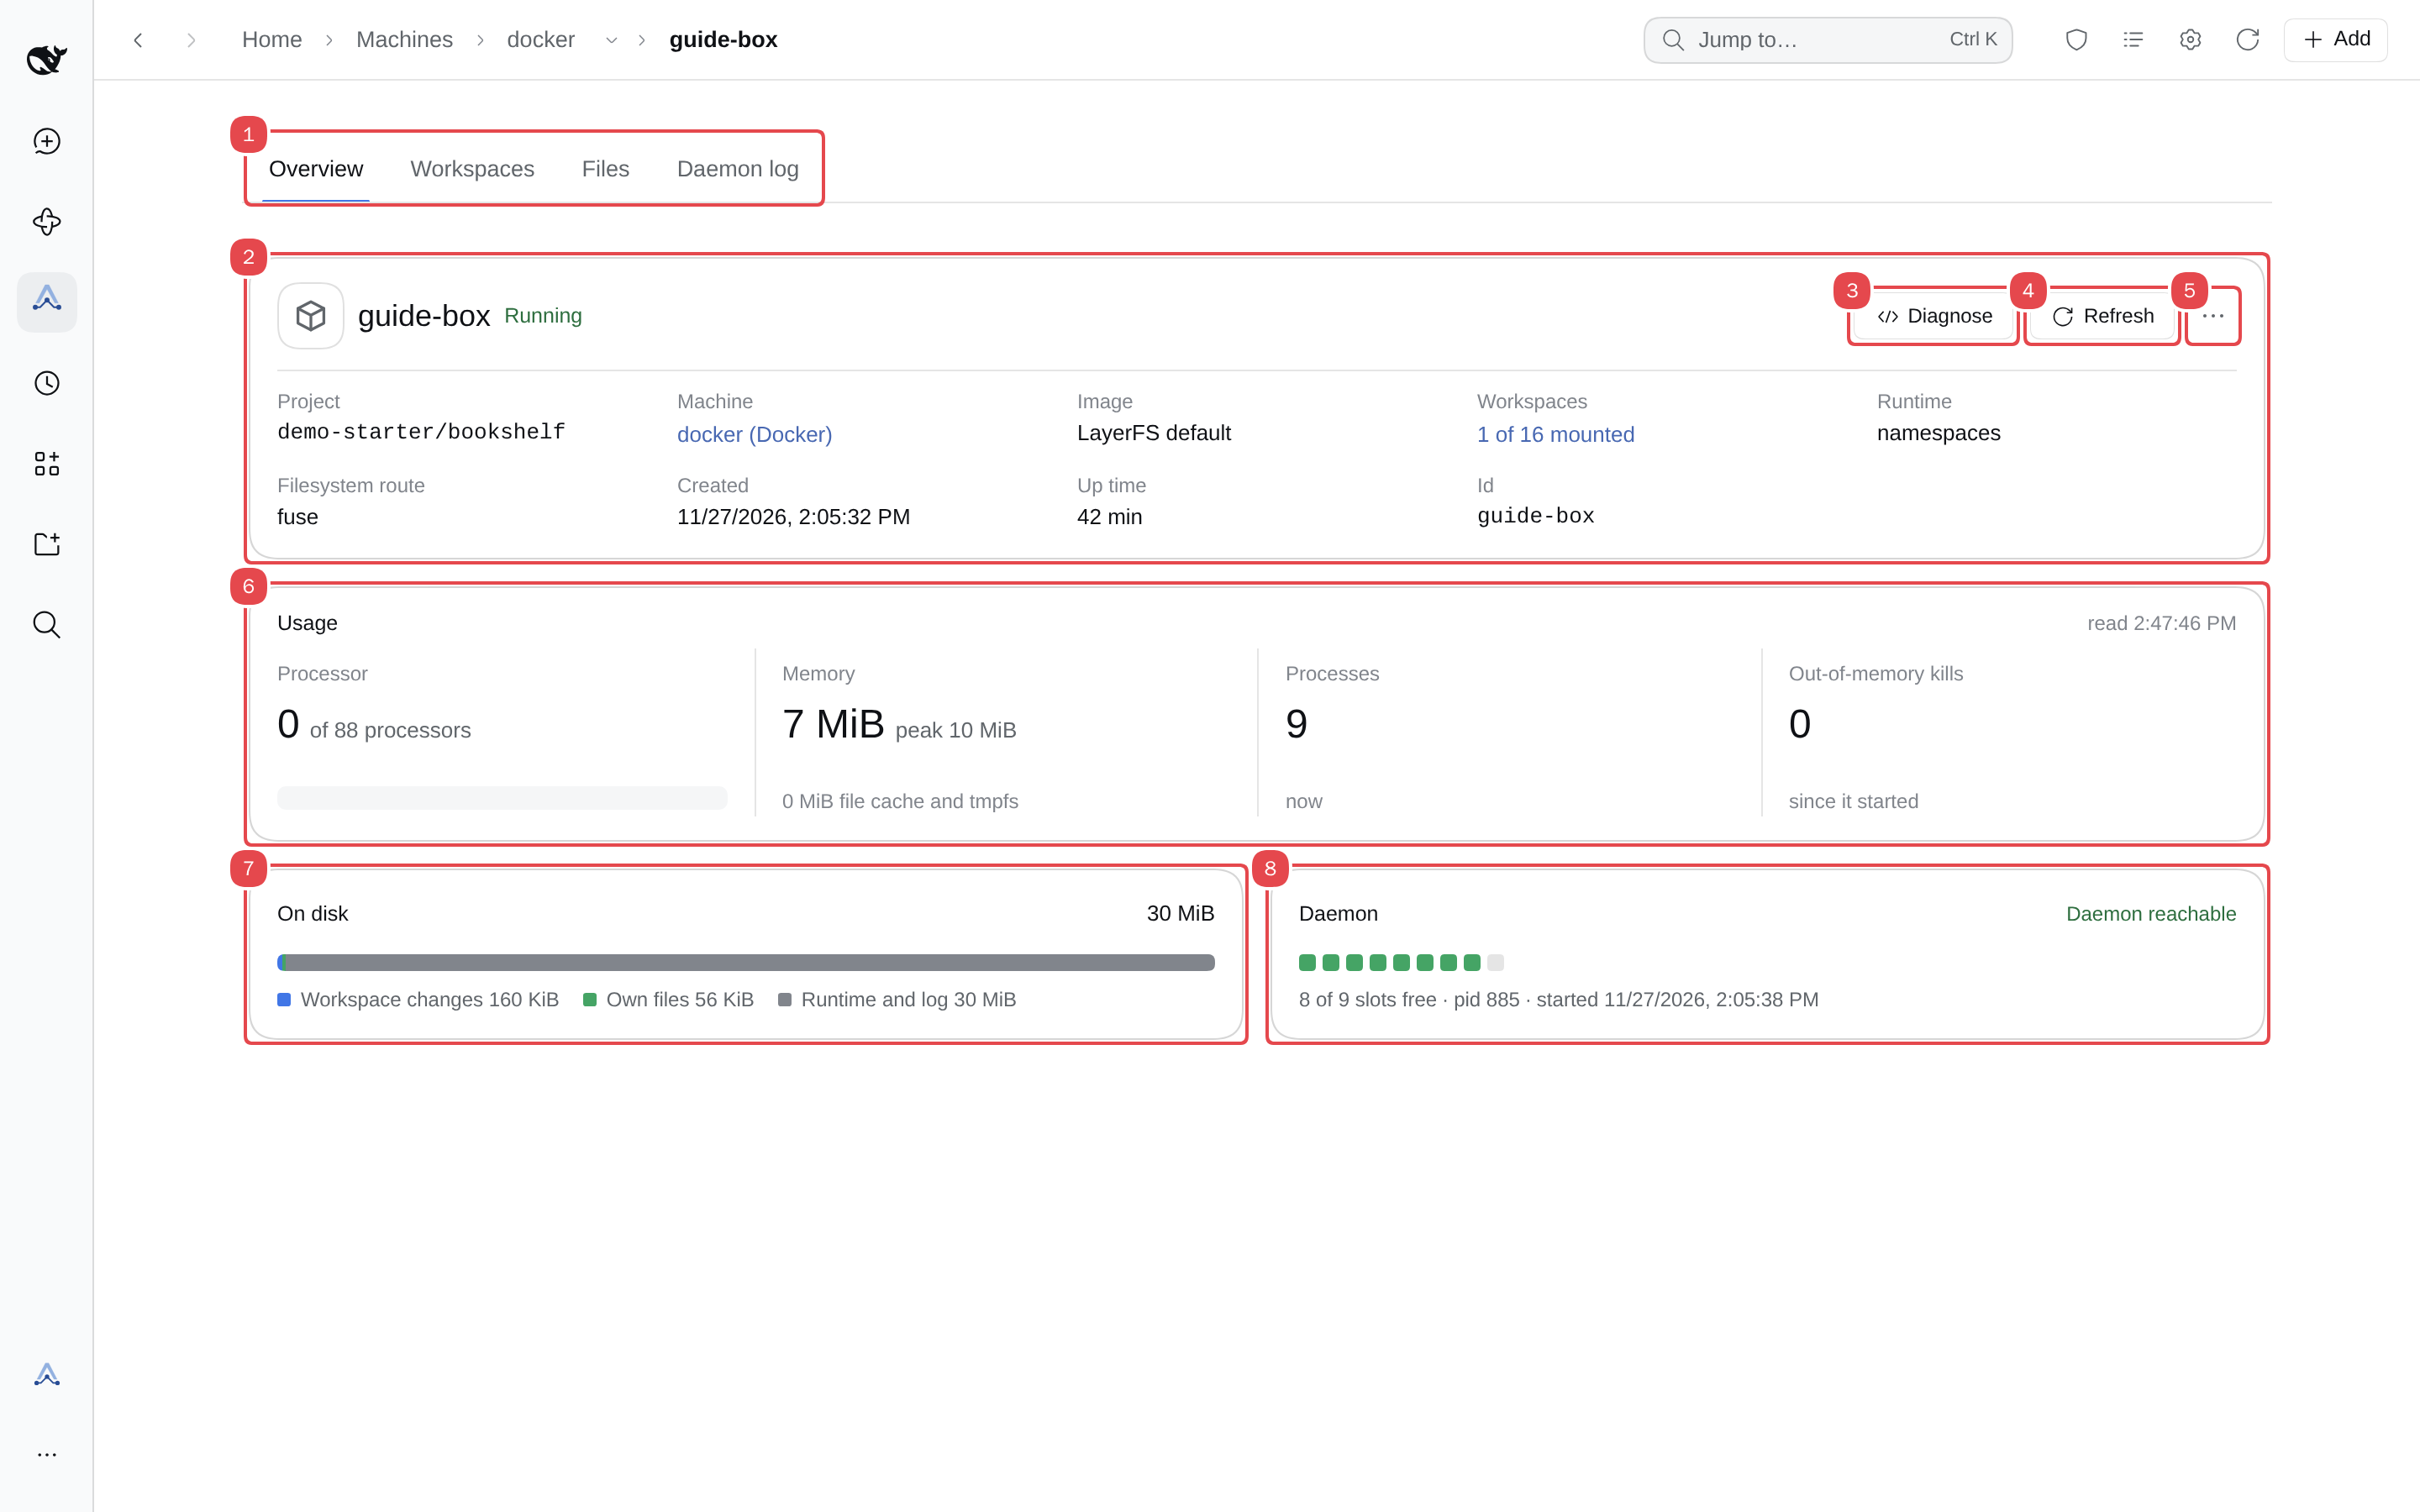 Home > Machines > docker > guide-box
Jump to… Ctrl K
Add
1
Overview Workspaces Files Daemon log
2
guide-box Running
3 Diagnose 4 Refresh 5 ···
Project Machine Image Workspaces Runtime
demo-starter/bookshelf docker (Docker) LayerFS default 1 of 16 mounted namespaces
Filesystem route Created Up time Id
fuse 11/27/2026, 2:05:32 PM 42 min guide-box
6
Usage read 2:47:46 PM
Processor Memory Processes Out-of-memory kills
0 of 88 processors 7 MiB peak 10 MiB 9 0
0 MiB file cache and tmpfs now since it started
7 8
On disk 30 MiB Daemon Daemon reachable
Workspace changes 160 KiB Own files 56 KiB Runtime and log 30 MiB 8 of 9 slots free · pid 885 · started 11/27/2026, 2:05:38 PM